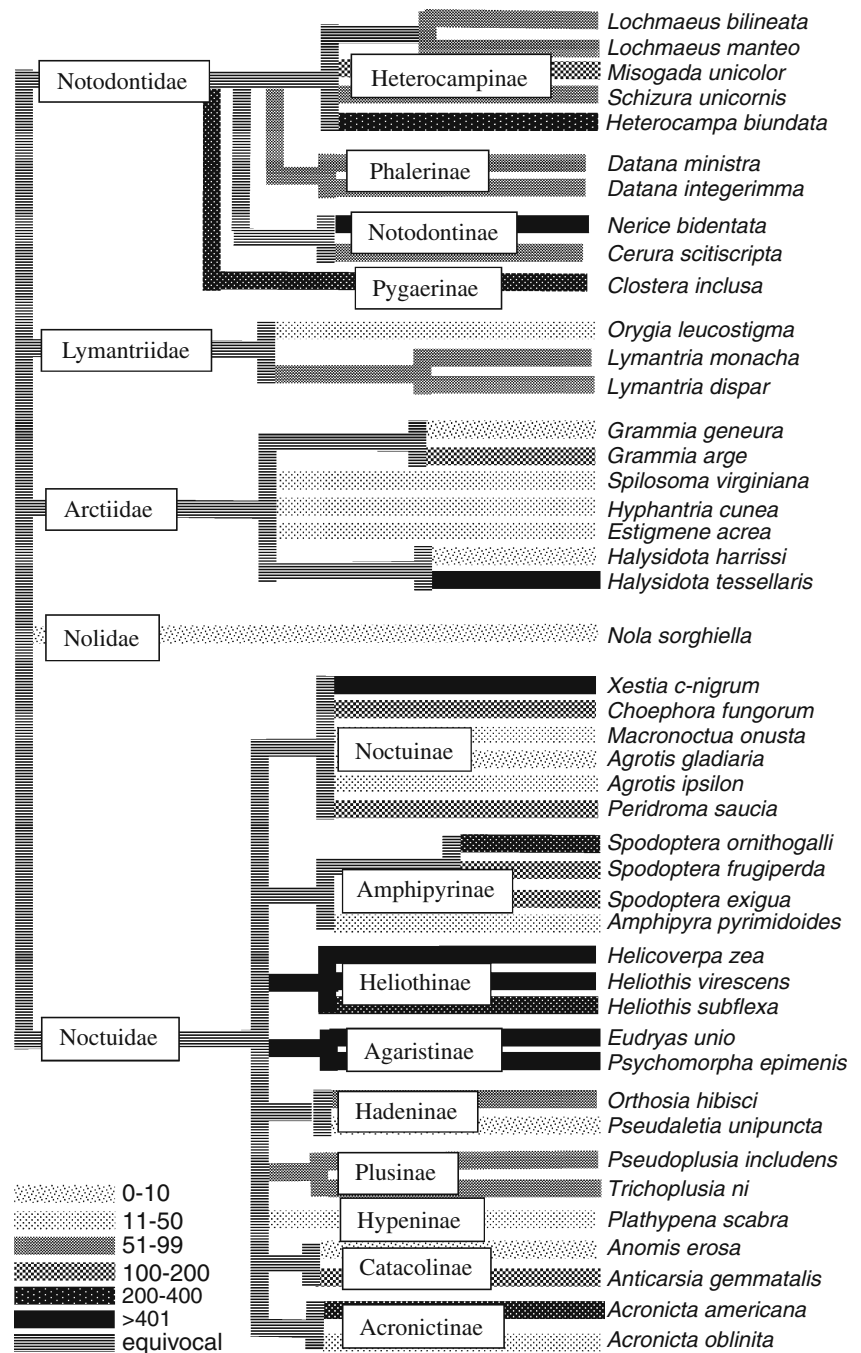 Lochmaeus bilineata
Lochmaeus manteo
Notodontidae
Heterocampinae
Misogada unicolor
Schizura unicornis
Heterocampa biundata
Phalerinae
Datana ministra
Datana integerimma
Notodontinae
Nerice bidentata
Cerura scitiscripta
Pygaerinae
Clostera inclusa
Orygia leucostigma
Lymantriidae
Lymantria monacha
Lymantria dispar
Grammia geneura
Grammia arge
Spilosoma virginiana
Arctiidae
Hyphantria cunea
Estigmene acrea
Halysidota harrissi
Halysidota tessellaris
Nolidae
Nola sorghiella
Xestia c-nigrum
Choephora fungorum
Macronoctua onusta
Noctuinae
Agrotis gladiaria
Agrotis ipsilon
Peridroma saucia
Spodoptera ornithogalli
Spodoptera frugiperda
Amphipyrinae
Spodoptera exigua
Amphipyra pyrimidoides
Helicoverpa zea
Heliothinae
Heliothis virescens
Heliothis subflexa
Noctuidae
Eudryas unio
Agaristinae
Psychomorpha epimenis
Hadeninae
Orthosia hibisci
Pseudaletia unipuncta
Plusinae
Pseudoplusia includens
Trichoplusia ni
Hypeninae
Plathypena scabra
Anomis erosa
Catacolinae
Anticarsia gemmatalis
Acronictinae
Acronicta americana
Acronicta oblinita
0-10
11-50
51-99
100-200
200-400
>401
equivocal